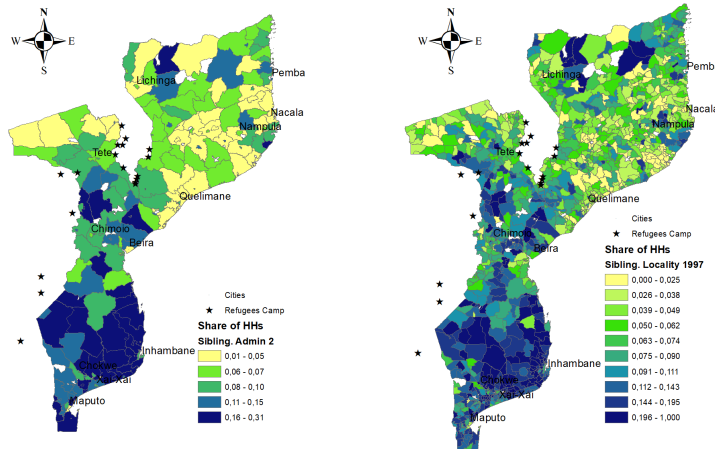 N
W E
S
Lichinga
Pemba
Nacala
Nampula
Tete
Quelimane
Chimoio
Beira
Inhambane
Chokwe
Xai-Xai
Maputo
Cities
★ Refugees Camp
Share of HHs
Sibling. Admin 2
0,01 - 0,05
0,06 - 0,07
0,08 - 0,10
0,11 - 0,15
0,16 - 0,31
N
W E
S
Lichinga
Pemb
Nacala
Nampula
Tete
Quelimane
Chimoio
Beira
Inhambane
Chokwe
Xai-Xai
Maputo
Cities
★ Refugees Camp
Share of HHs
Sibling. Locality 1997
0,000 - 0,025
0,026 - 0,038
0,039 - 0,049
0,050 - 0,062
0,063 - 0,074
0,075 - 0,090
0,091 - 0,111
0,112 - 0,143
0,144 - 0,195
0,196 - 1,000